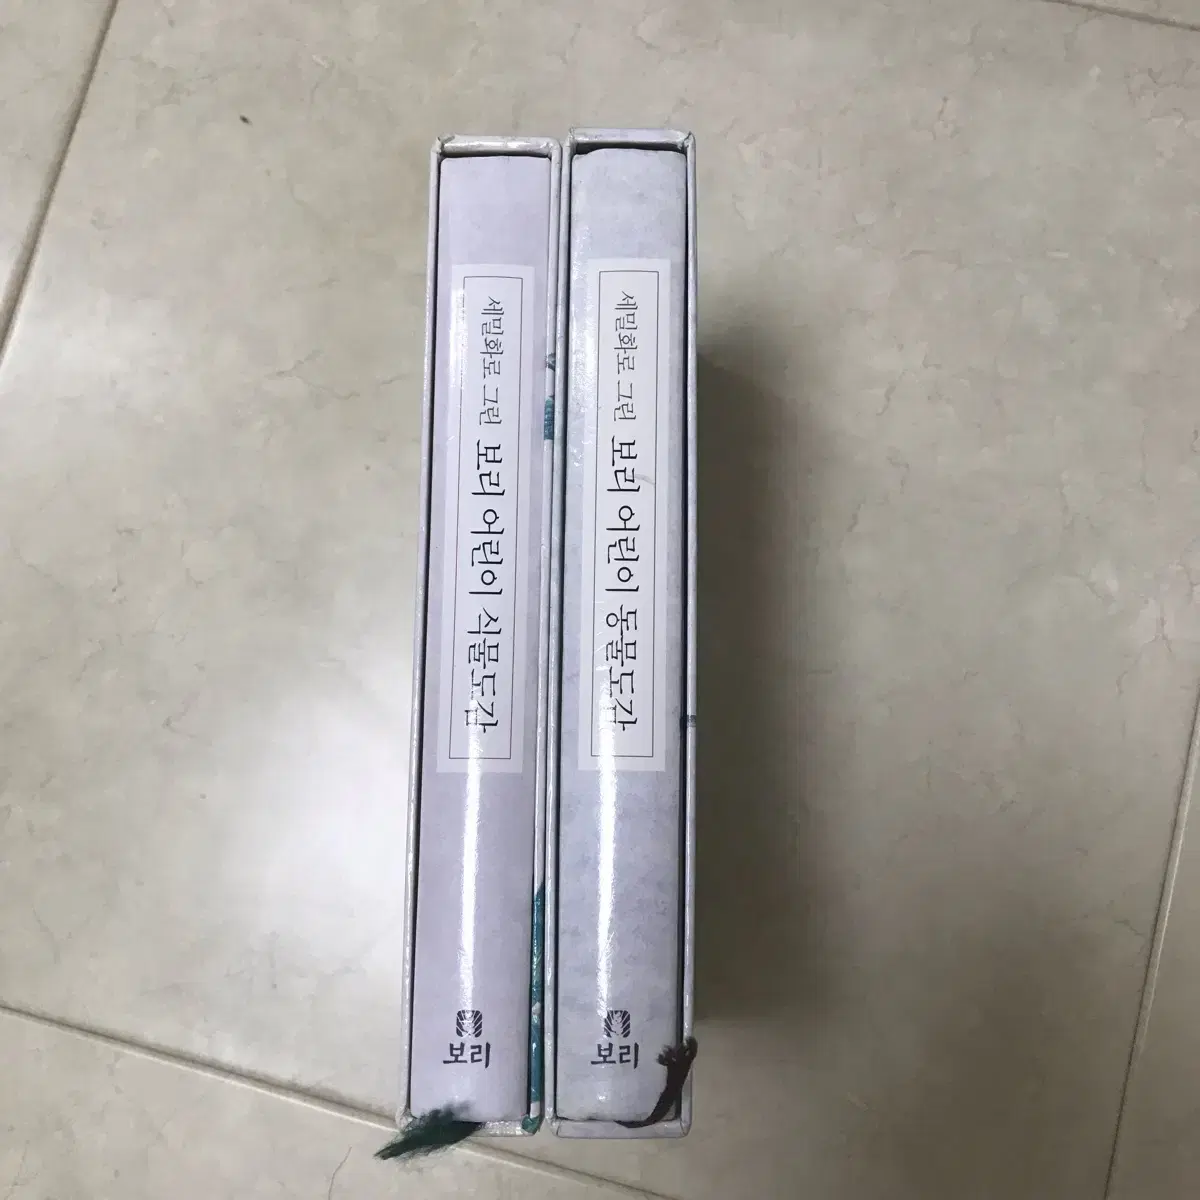 세밀화로 그린 보리 어린이 식물도감
보리
세밀화로 그린 보리 어린이 동물도감
보리